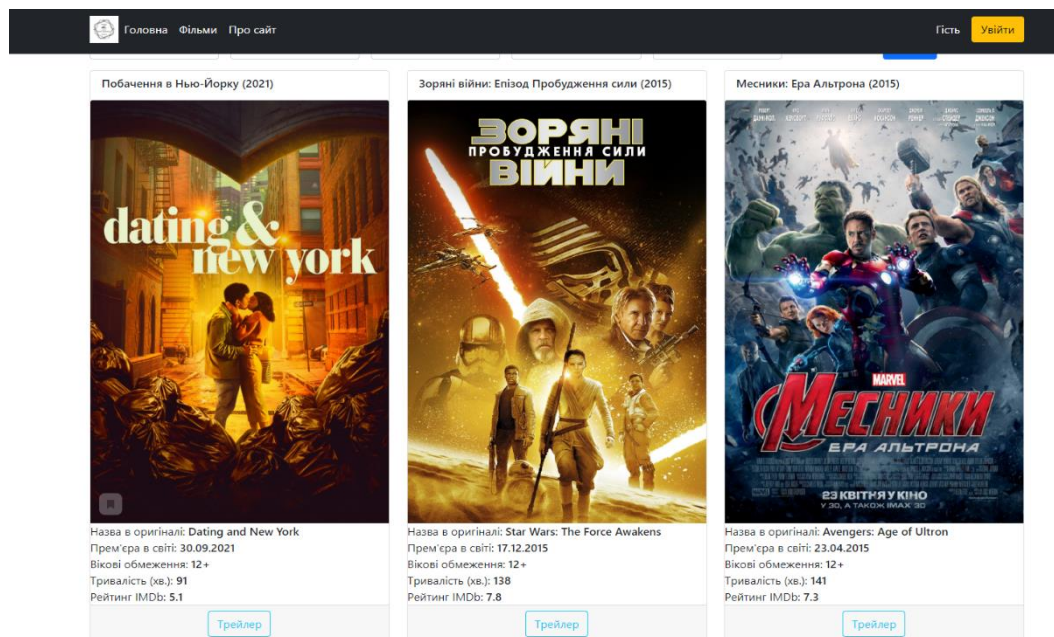 Головна Фільми Про сайт
Гість Увійти
Побачення в Нью-Йорку (2021)
dating &
new york
Назва в оригіналі: Dating and New York
Прем'єра в світі: 30.09.2021
Вікові обмеження: 12+
Тривалість (хв.): 91
Рейтинг IMDb: 5.1
Трейлер
Зоряні війни: Епізод Пробудження сили (2015)
ЗОРЯНІ
ПРОБУДЖЕННЯ СИЛИ
ВІЙНИ
Назва в оригіналі: Star Wars: The Force Awakens
Прем'єра в світі: 17.12.2015
Вікові обмеження: 12+
Тривалість (хв.): 138
Рейтинг IMDb: 7.8
Трейлер
Месники: Ера Альтрона (2015)
MARVEL
МЕСНИКИ
ЕРА АЛЬТРОНА
23 КВІТНЯ У КІНО
У 3D, А ТАКОЖ IMAX 3D
Назва в оригіналі: Avengers: Age of Ultron
Прем'єра в світі: 23.04.2015
Вікові обмеження: 12+
Тривалість (хв.): 141
Рейтинг IMDb: 7.3
Трейлер